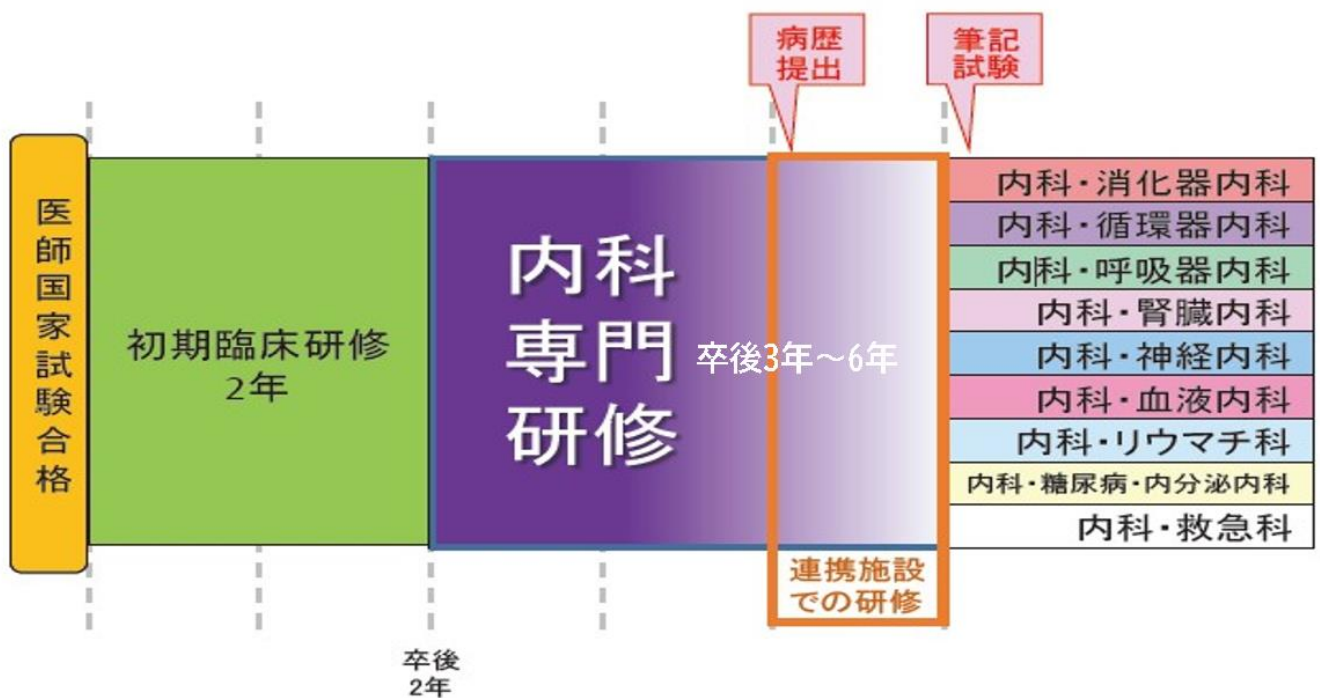 病歴
提出
筆記
試験
医師国家試験合格
初期臨床研修
2年
内科
専門
研修
卒後3年～6年
内科・消化器内科
内科・循環器内科
内科・呼吸器内科
内科・腎臓内科
内科・神経内科
内科・血液内科
内科・リウマチ科
内科・糖尿病・内分泌内科
内科・救急科
連携施設
での研修
卒後
2年